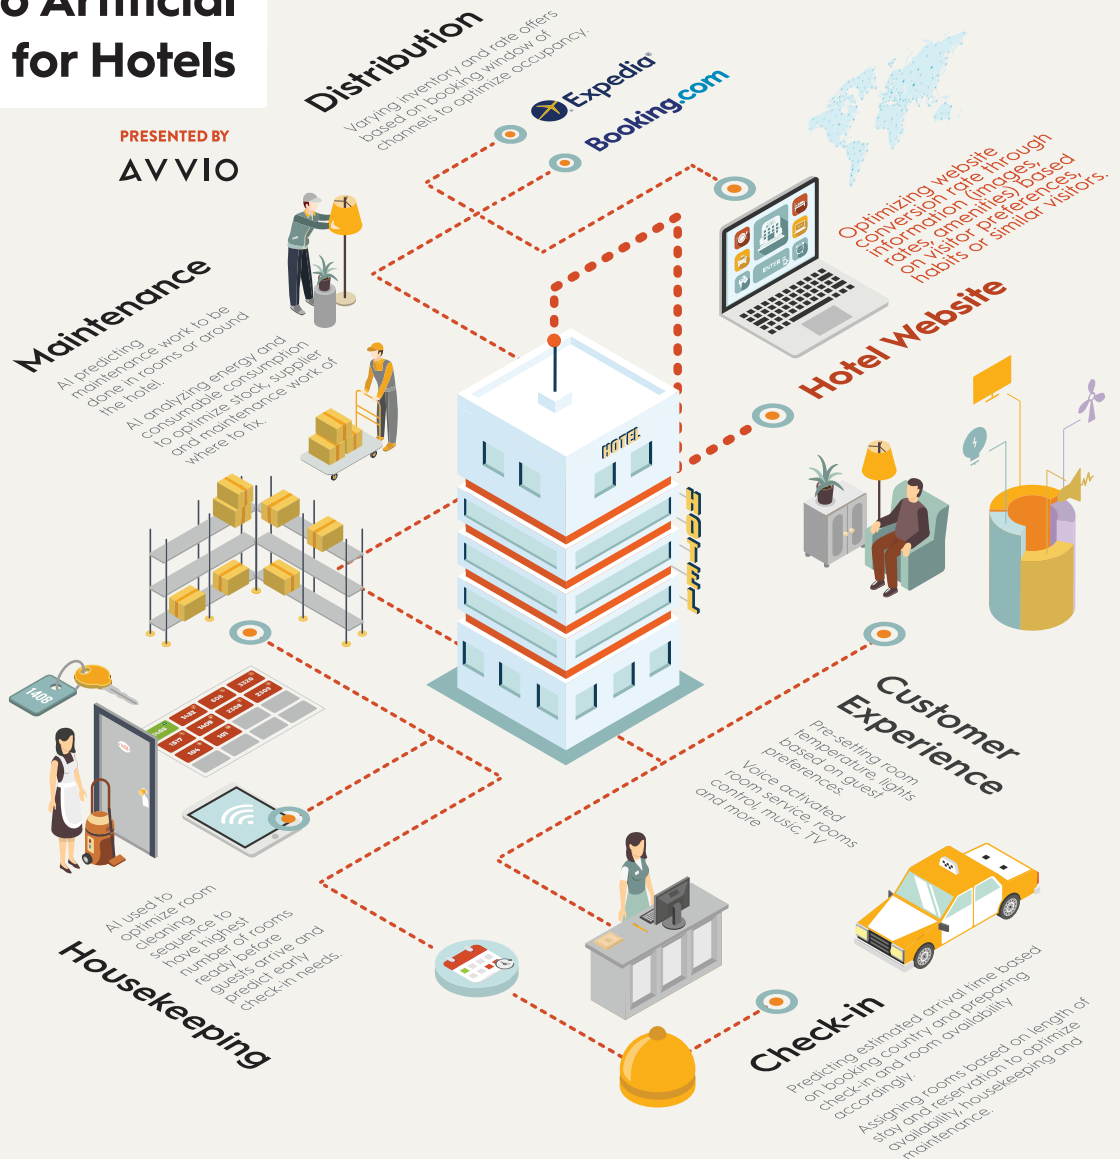 Artificial
for Hotels
PRESENTED BY
AVVIO
Distribution
Varying inventory and rate offers
based on booking window of
channels to optimize occupancy.
Expedia
Booking.com
Optimizing website
conversion rate through
information (images,
rates, amenities) based
on visitor preferences,
habits or similar visitors.
Hotel Website
ENTER
Maintenance
AI predicting
maintenance work to be
done in rooms or around
the hotel.
AI analyzing energy and
consumable consumption
to optimize stock, supplier
and maintenance work of
where to fix.
HOTEL
HOTEL
Customer
Experience
Pre-setting room
temperature, lights
based on guest
preferences.
Voice activated
room service, rooms
control, music, TV
and more
1408
AI used to
optimize room
cleaning
sequence to
have highest
number of rooms
ready before
guests arrive and
predict early
check-in needs.
Housekeeping
Check-in
Predicting estimated arrival time based
on booking country and preparing
check-in and room availability
accordingly.
Assigning rooms based on length of
stay and reservation to optimize
availability, housekeeping and
maintenance.